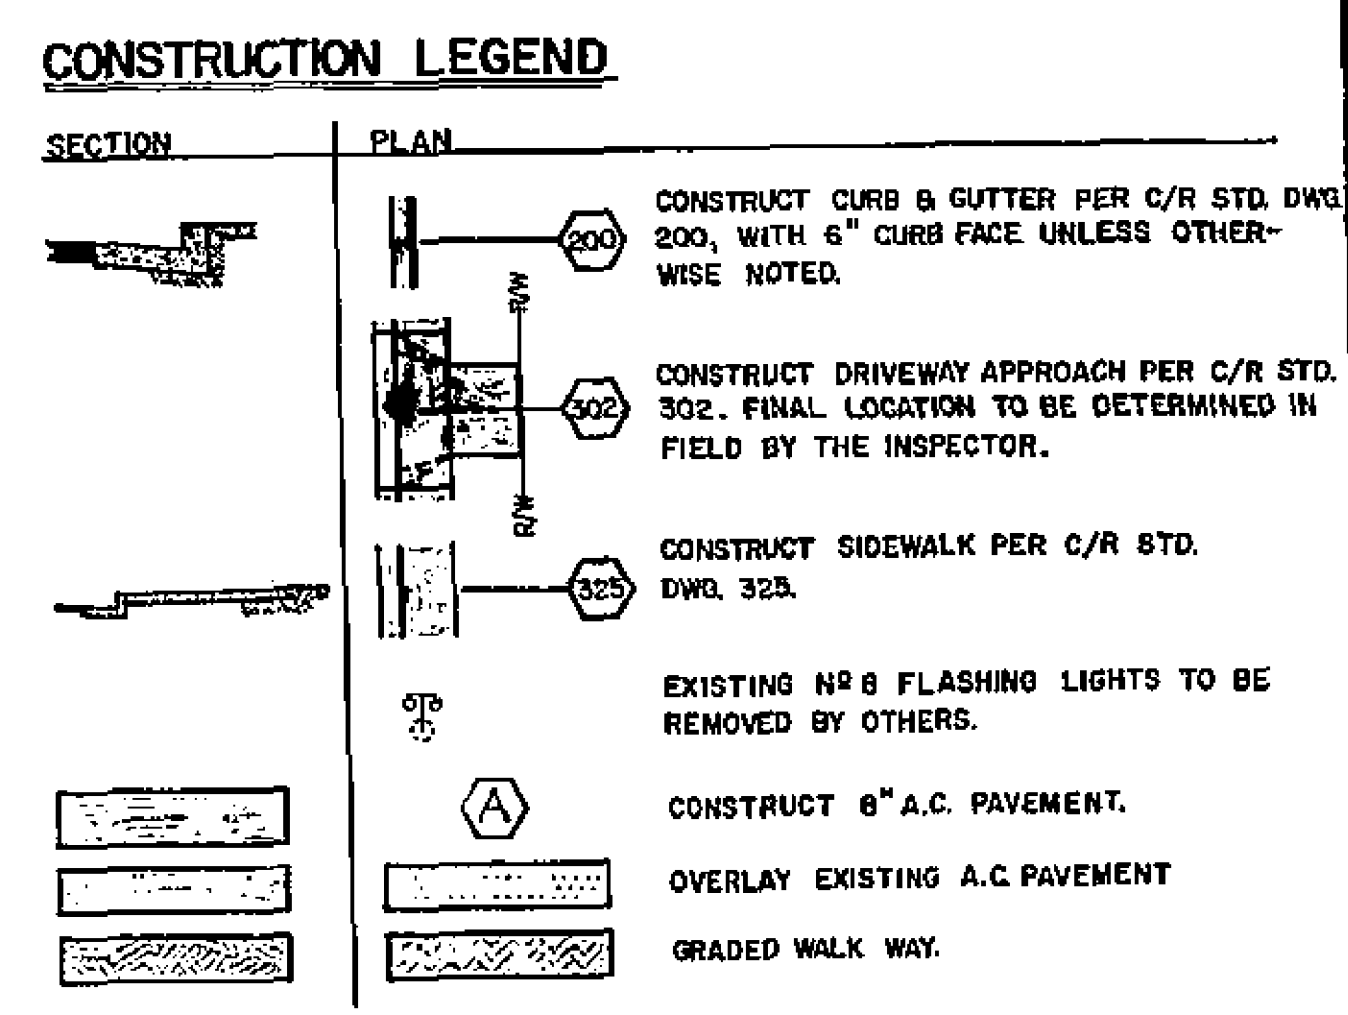 CONSTRUCTION LEGEND
SECTION
PLAN
200
CONSTRUCT CURB & GUTTER PER C/R STD. DWG
200, WITH 6" CURB FACE UNLESS OTHER-
WISE NOTED.
R/W
302
CONSTRUCT DRIVEWAY APPROACH PER C/R STD.
302. FINAL LOCATION TO BE DETERMINED IN
FIELD BY THE INSPECTOR.
R/W
325
CONSTRUCT SIDEWALK PER C/R STD.
DWG. 325.
EXISTING Nº 8 FLASHING LIGHTS TO BE
REMOVED BY OTHERS.
A
CONSTRUCT 6" A.C. PAVEMENT.
OVERLAY EXISTING A.C. PAVEMENT
GRADED WALK WAY.